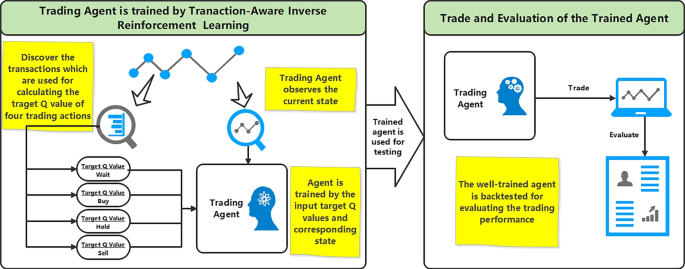 Trading Agent is trained by Tranaction-Aware Inverse
Reinforcement Learning
Discover the
transactions which
are used for
calculating the
traget Q value of
four trading actions
Trading Agent
observes the
current state
Target Q Value
Wait
Target Q Value
Buy
Target Q Value
Hold
Target Q Value
Sell
Trading
Agent
Agent is
trained by the
input target Q
values and
corresponding
state
Trained
agent is
used for
testing
Trade and Evaluation of the Trained Agent
Trading
Agent
Trade
Evaluate
The well-trained agent
is backtested for
evaluating the trading
performance